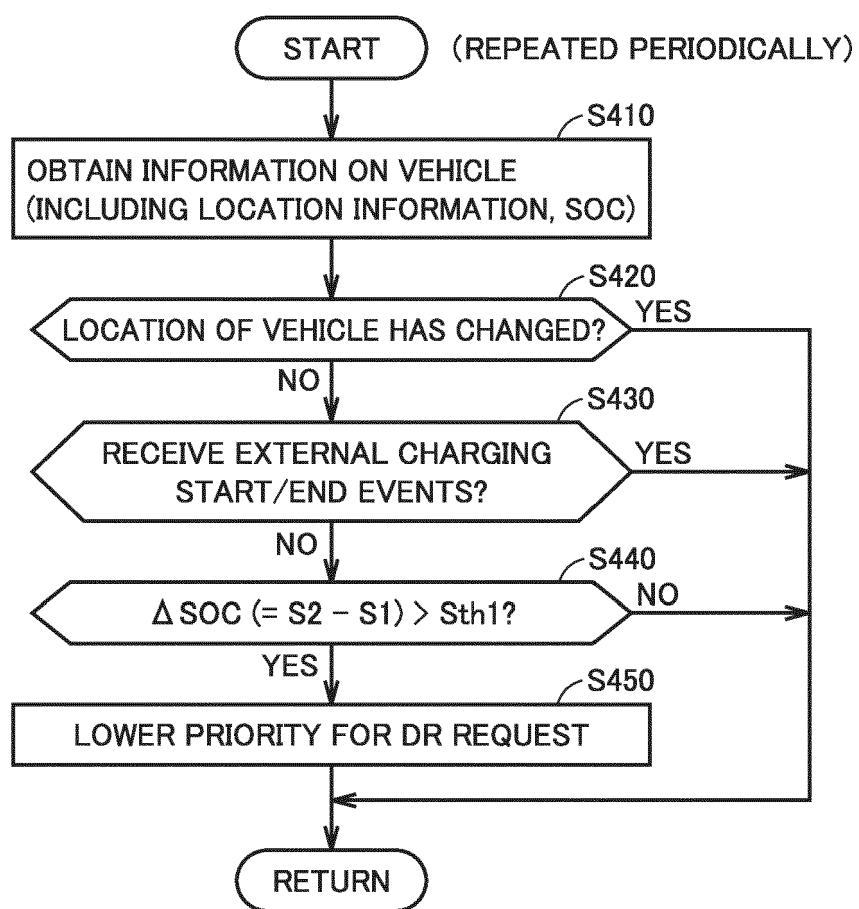 START
(REPEATED PERIODICALLY)
S410
OBTAIN INFORMATION ON VEHICLE
(INCLUDING LOCATION INFORMATION, SOC)
S420
LOCATION OF VEHICLE HAS CHANGED?
YES
NO
S430
RECEIVE EXTERNAL CHARGING
START/END EVENTS?
YES
NO
S440
Δ SOC (= S2 − S1) > Sth1?
NO
YES
S450
LOWER PRIORITY FOR DR REQUEST
RETURN